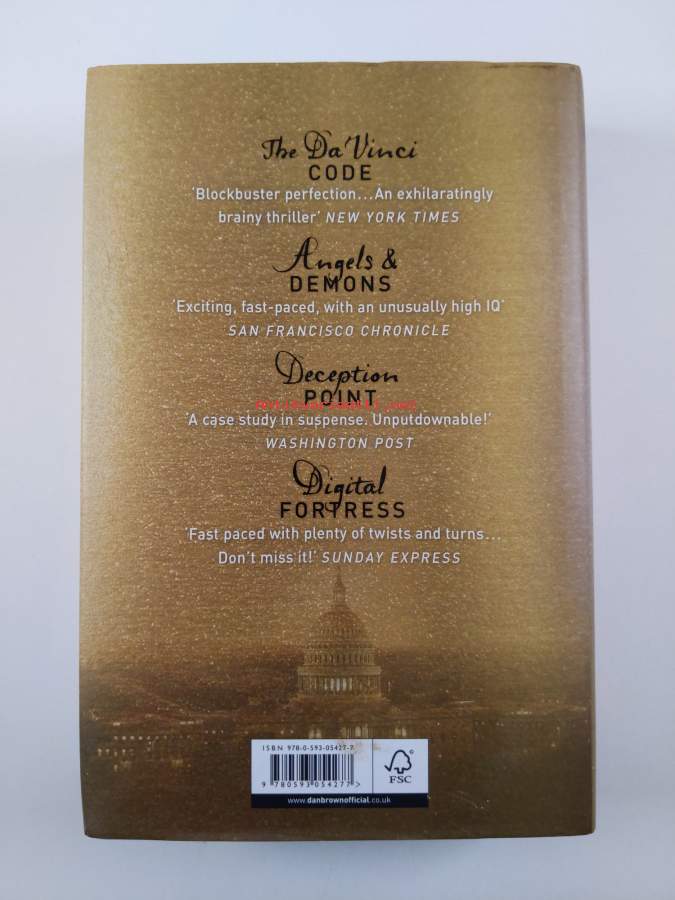 The Da Vinci
CODE
‘Blockbuster perfection...An exhilaratingly
brainy thriller’ NEW YORK TIMES
Angels &
DEMONS
‘Exciting, fast-paced, with an unusually high IQ’
SAN FRANCISCO CHRONICLE
Deception
POINT
‘A case study in suspense. Unputdownable!’
WASHINGTON POST
Digital
FORTRESS
‘Fast paced with plenty of twists and turns...
Don't miss it!’ SUNDAY EXPRESS
ISBN 978-0-593-05427-7
9 780593 054277 >
FSC
www.danbrownofficial.co.uk